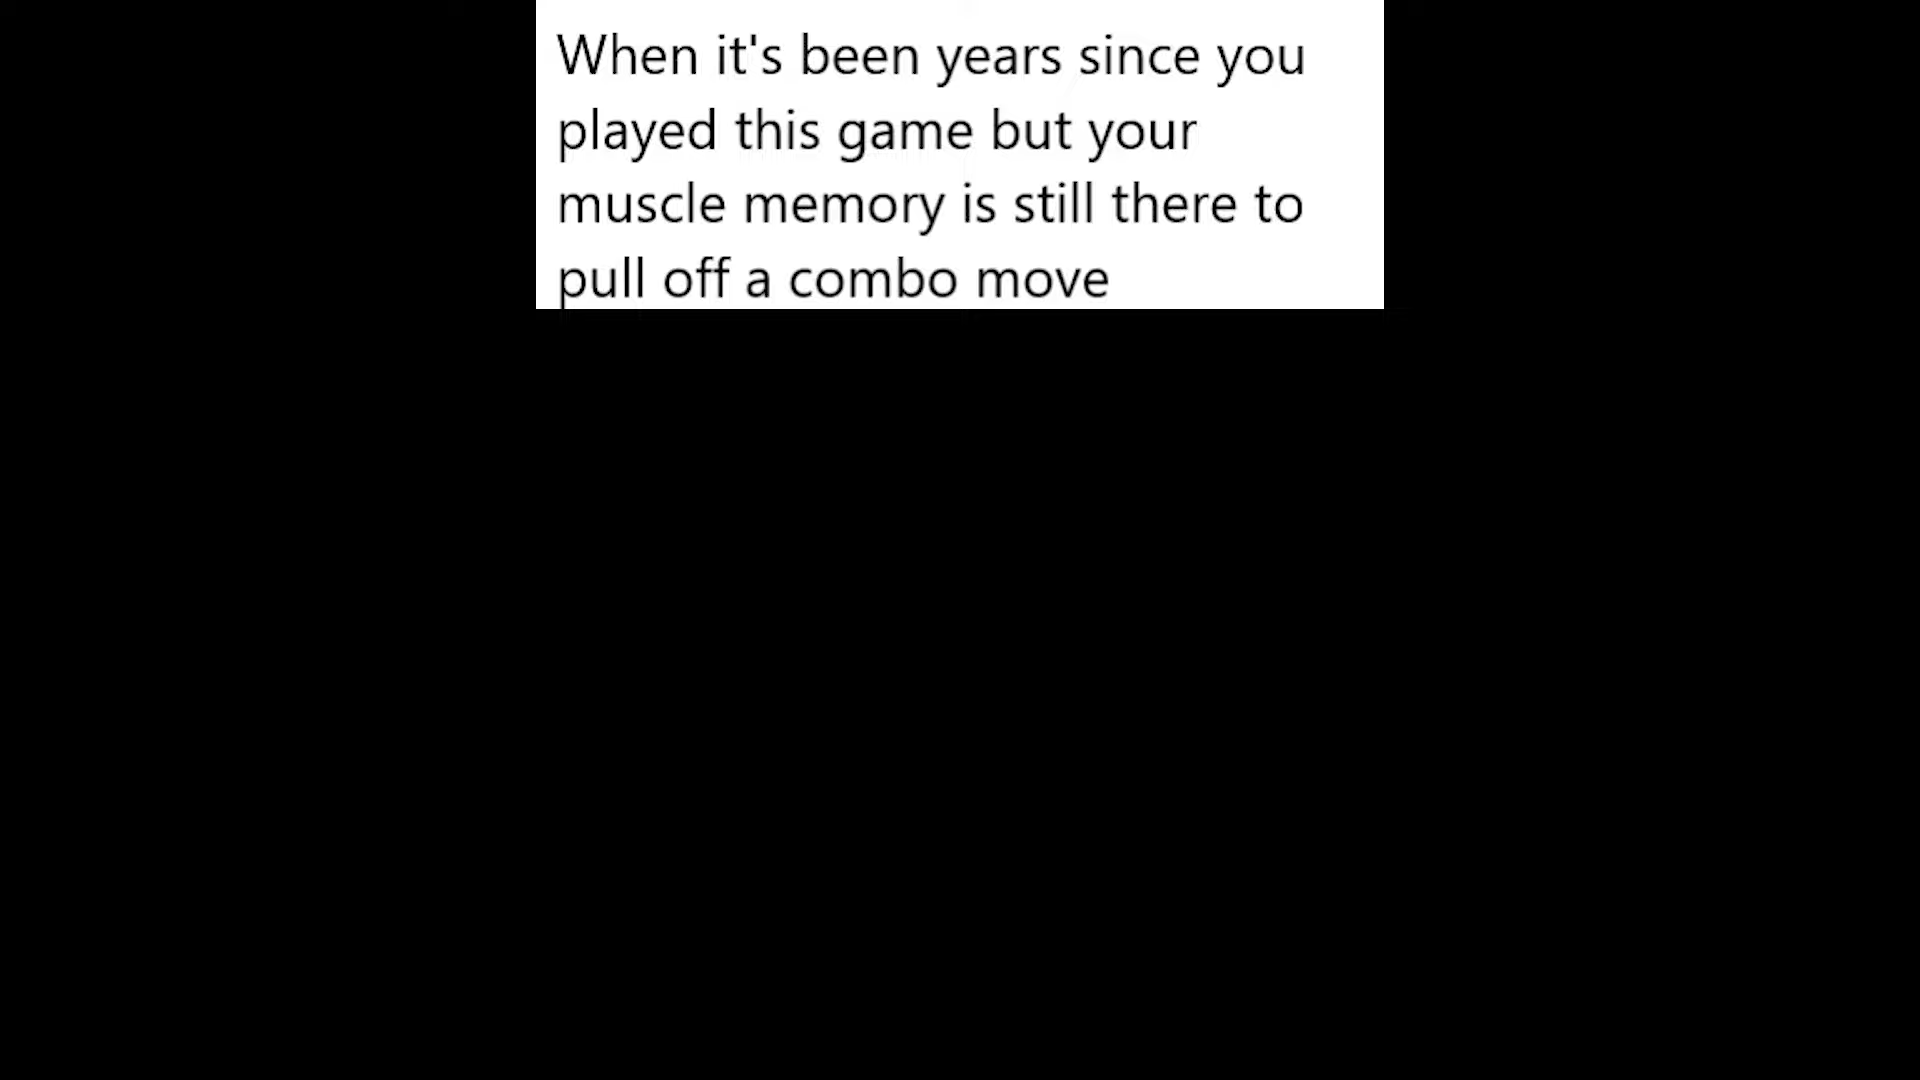 When it's been years since you
played this game but your
muscle memory is still there to
pull off a combo move